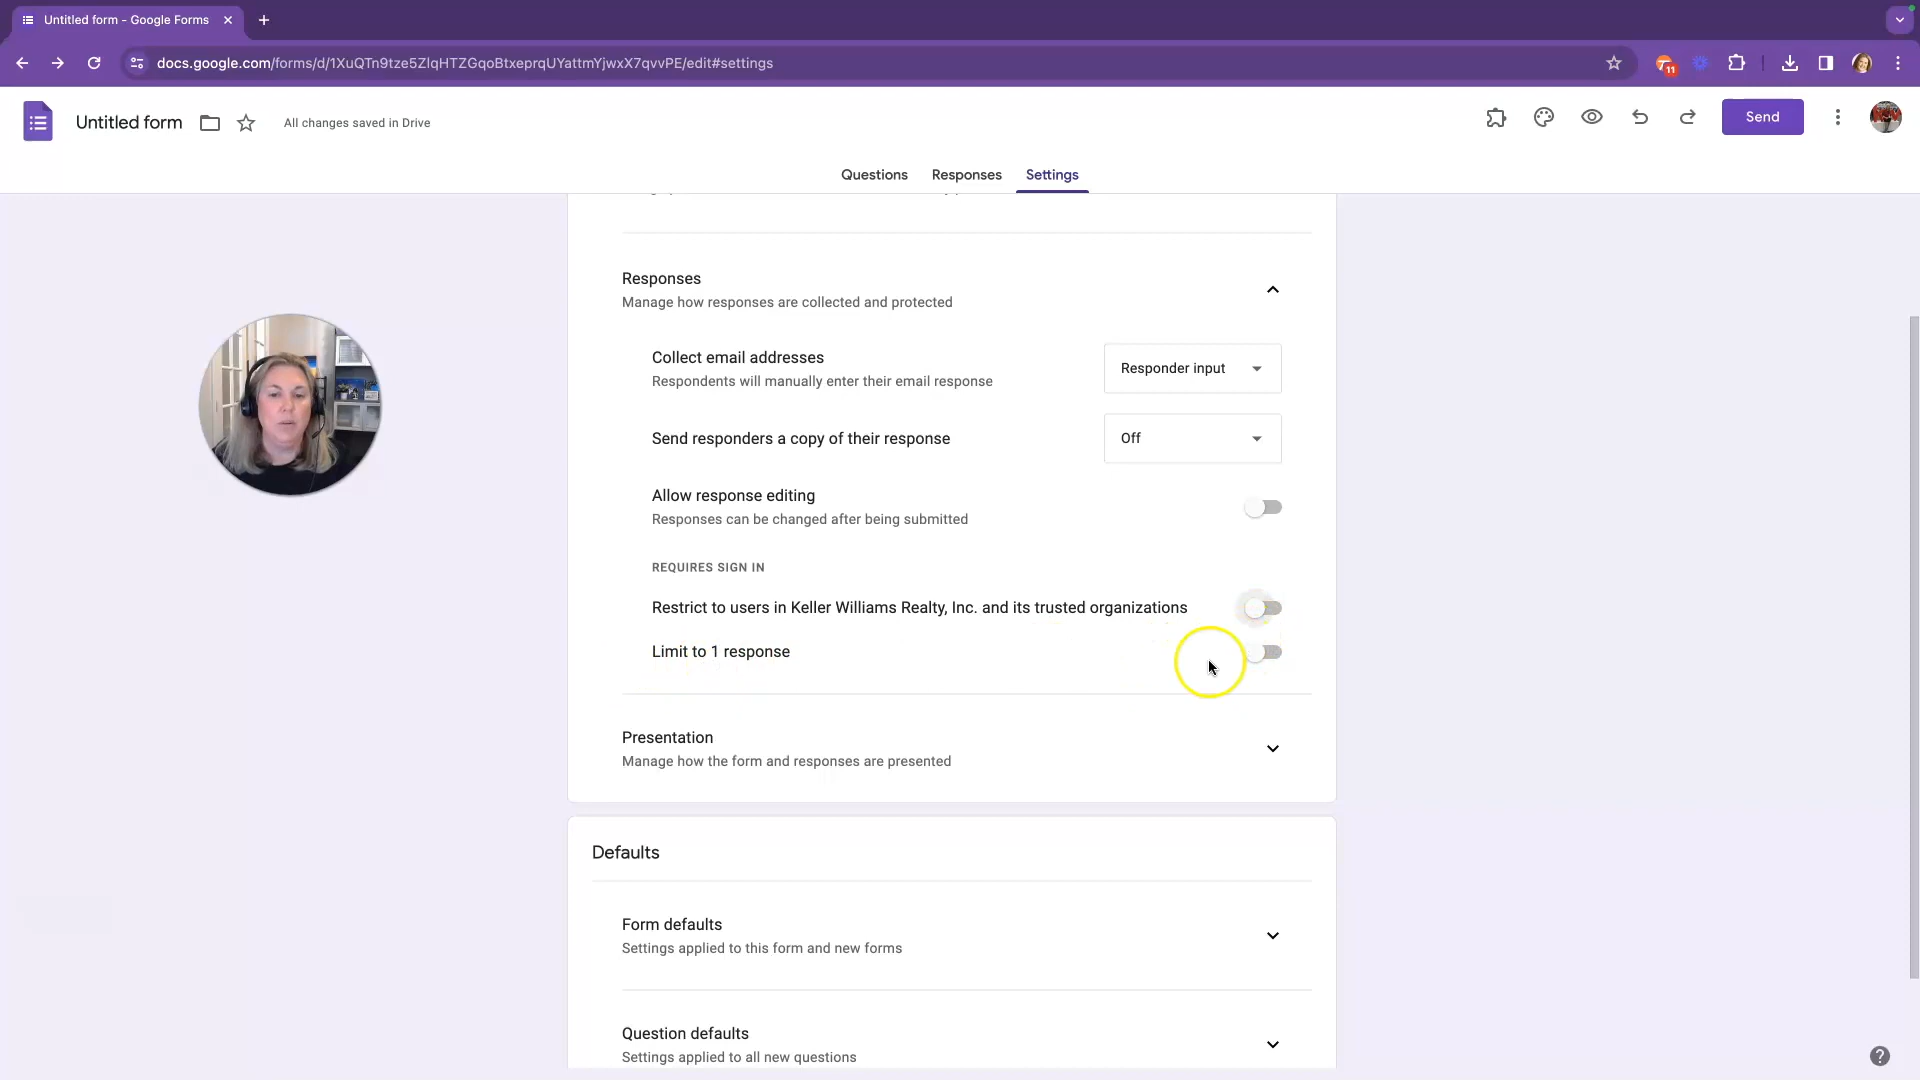 Untitled form - Google Forms
docs.google.com/forms/d/1XuQTn9tze5ZlqHTZGqoBtxeprqUYattmYjwxX7qvvPE/edit#settings
11
Untitled form
All changes saved in Drive
Send
Questions
Responses
Settings
Responses
Manage how responses are collected and protected
Collect email addresses
Respondents will manually enter their email response
Responder input
Send responders a copy of their response
Off
Allow response editing
Responses can be changed after being submitted
REQUIRES SIGN IN
Restrict to users in Keller Williams Realty, Inc. and its trusted organizations
Limit to 1 response
Presentation
Manage how the form and responses are presented
Defaults
Form defaults
Settings applied to this form and new forms
Question defaults
Settings applied to all new questions